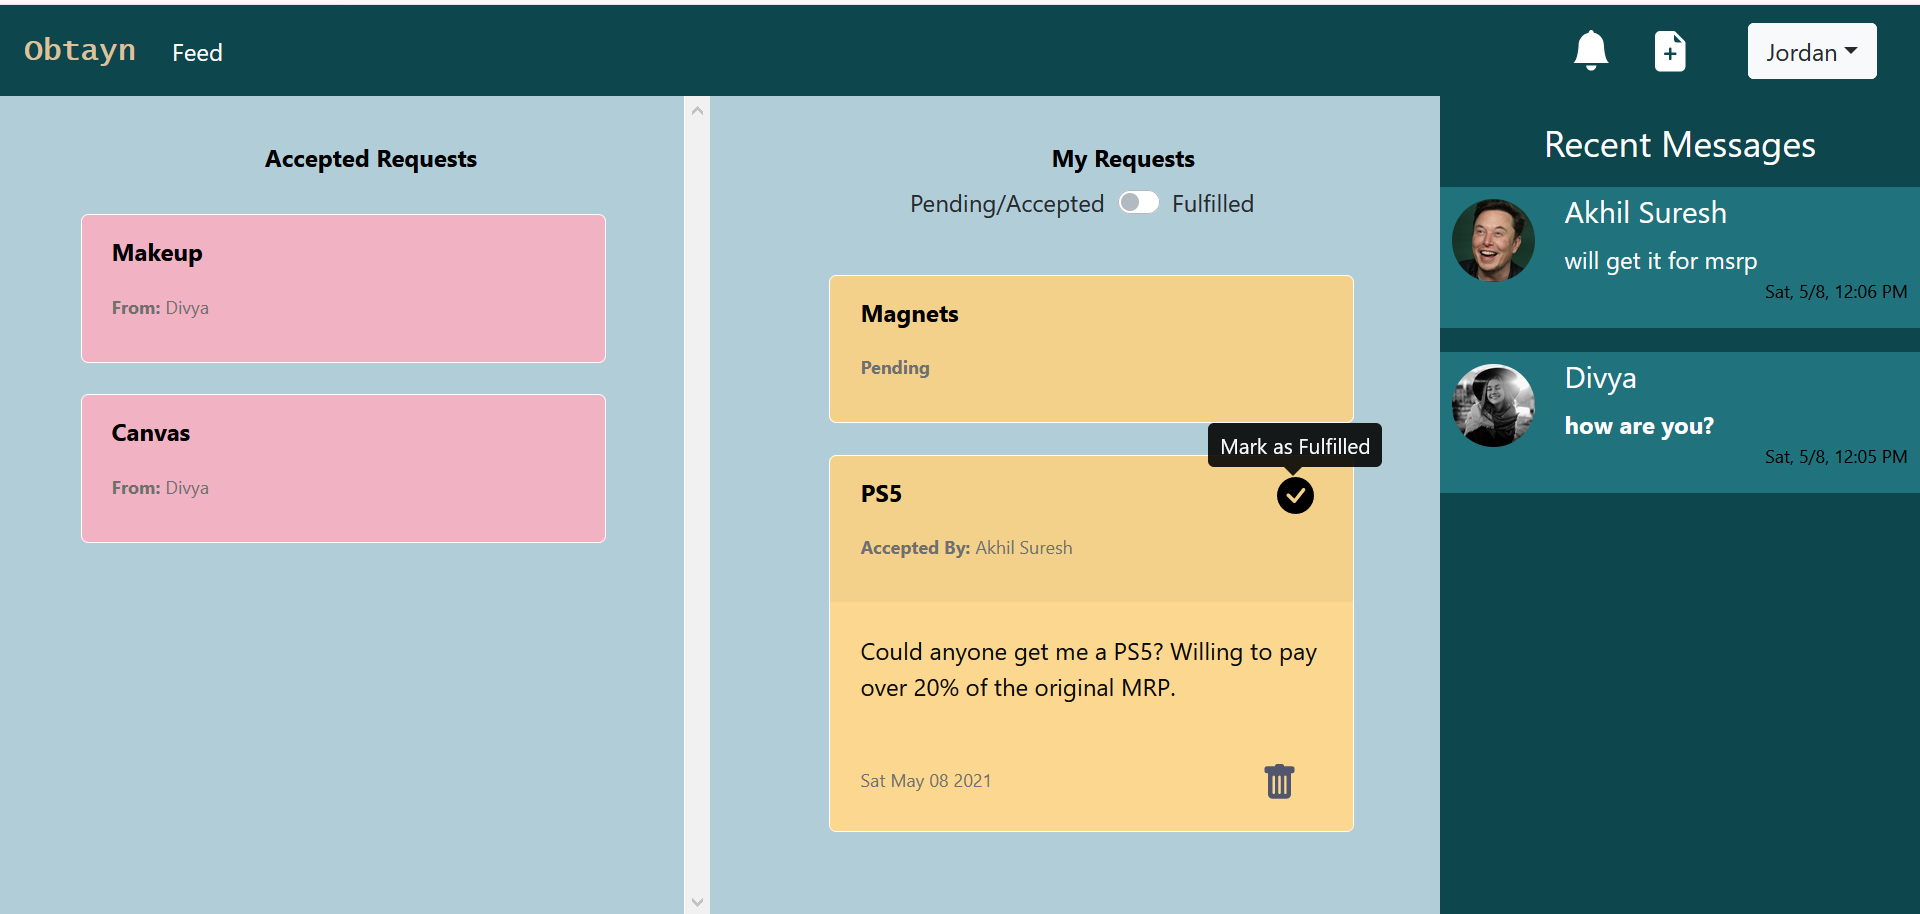 Obtayn
Feed
Jordan
Accepted Requests
Makeup
From: Divya
Canvas
From: Divya
My Requests
Pending/Accepted
Fulfilled
Magnets
Pending
Mark as Fulfilled
PS5
Accepted By: Akhil Suresh
Could anyone get me a PS5? Willing to pay
over 20% of the original MRP.
Sat May 08 2021
Recent Messages
Akhil Suresh
will get it for msrp
Sat, 5/8, 12:06 PM
Divya
how are you?
Sat, 5/8, 12:05 PM